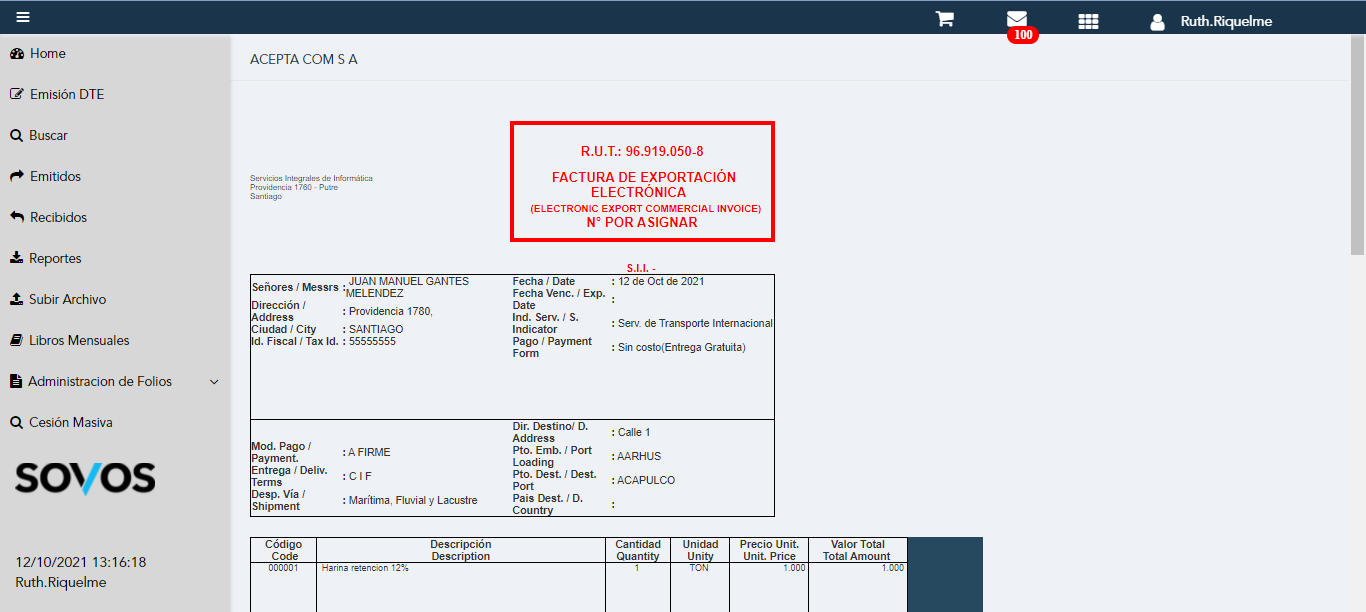 Ruth.Riquelme
100
Home
Emisión DTE
Buscar
Emitidos
Recibidos
Reportes
Subir Archivo
Libros Mensuales
Administracion de Folios
Cesión Masiva
SOVOS
12/10/2021 13:16:18
Ruth.Riquelme
ACEPTA COM S A
Servicios Integrales de Informática
Providencia 1760 - Putre
Santiago
R.U.T.: 96.919.050-8
FACTURA DE EXPORTACIÓN
ELECTRÓNICA
(ELECTRONIC EXPORT COMMERCIAL INVOICE)
N° POR ASIGNAR
S.I.I. -
Señores / Messrs : JUAN MANUEL GANTES
MELENDEZ
Dirección /
Address : Providencia 1780,
Ciudad / City : SANTIAGO
Id. Fiscal / Tax Id. : 55555555
Fecha / Date : 12 de Oct de 2021
Fecha Venc. / Exp.
Date :
Ind. Serv. / S.
Indicator : Serv. de Transporte Internacional
Pago / Payment
Form : Sin costo(Entrega Gratuita)
Mod. Pago /
Payment. : A FIRME
Entrega / Deliv.
Terms : C I F
Desp. Vía /
Shipment : Marítima, Fluvial y Lacustre
Dir. Destino/ D.
Address : Calle 1
Pto. Emb. / Port
Loading : AARHUS
Pto. Dest. / Dest.
Port : ACAPULCO
Pais Dest. / D.
Country :
Código Descripción Cantidad Unidad Precio Unit. Valor Total
Code Description Quantity Unity Unit. Price Total Amount
000001 Harina retencion 12% 1 TON 1.000 1.000